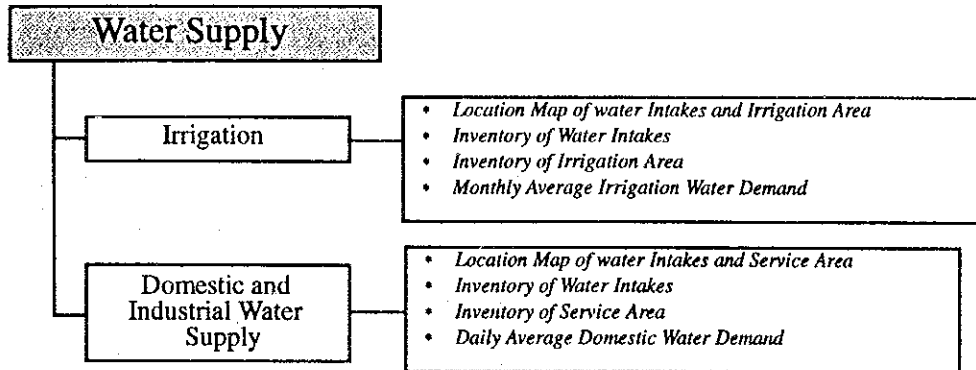 Water Supply
Irrigation
• Location Map of water Intakes and Irrigation Area
• Inventory of Water Intakes
• Inventory of Irrigation Area
• Monthly Average Irrigation Water Demand
Domestic and
Industrial Water
Supply
• Location Map of water Intakes and Service Area
• Inventory of Water Intakes
• Inventory of Service Area
• Daily Average Domestic Water Demand